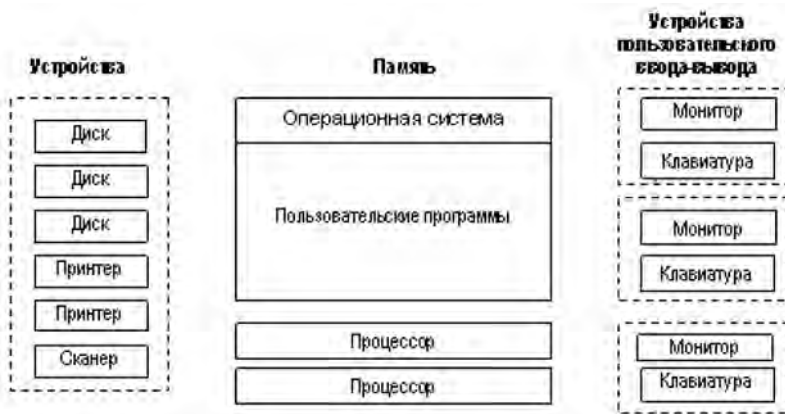 Устройства
Диск
Диск
Диск
Принтер
Принтер
Сканер
Память
Операционная система
Пользовательские программы
Процессор
Процессор
Устройства
пользовательского
ввода-вывода
Монитор
Клавиатура
Монитор
Клавиатура
Монитор
Клавиатура